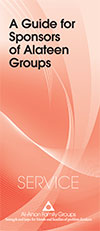 A Guide for
Sponsors
of Alateen
Groups
SERVICE
Al-Anon Family Groups